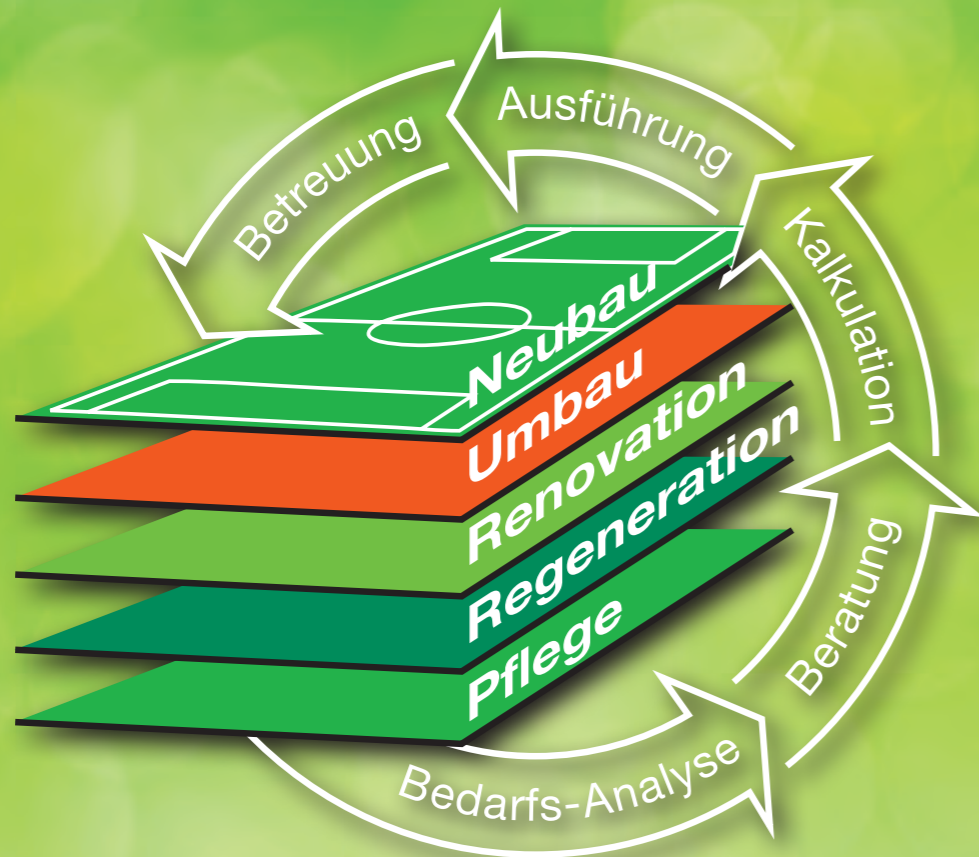 Ausführung
Betreuung
Kalkulation
Neubau
Umbau
Renovation
Regeneration
Pflege
Beratung
Bedarfs-Analyse